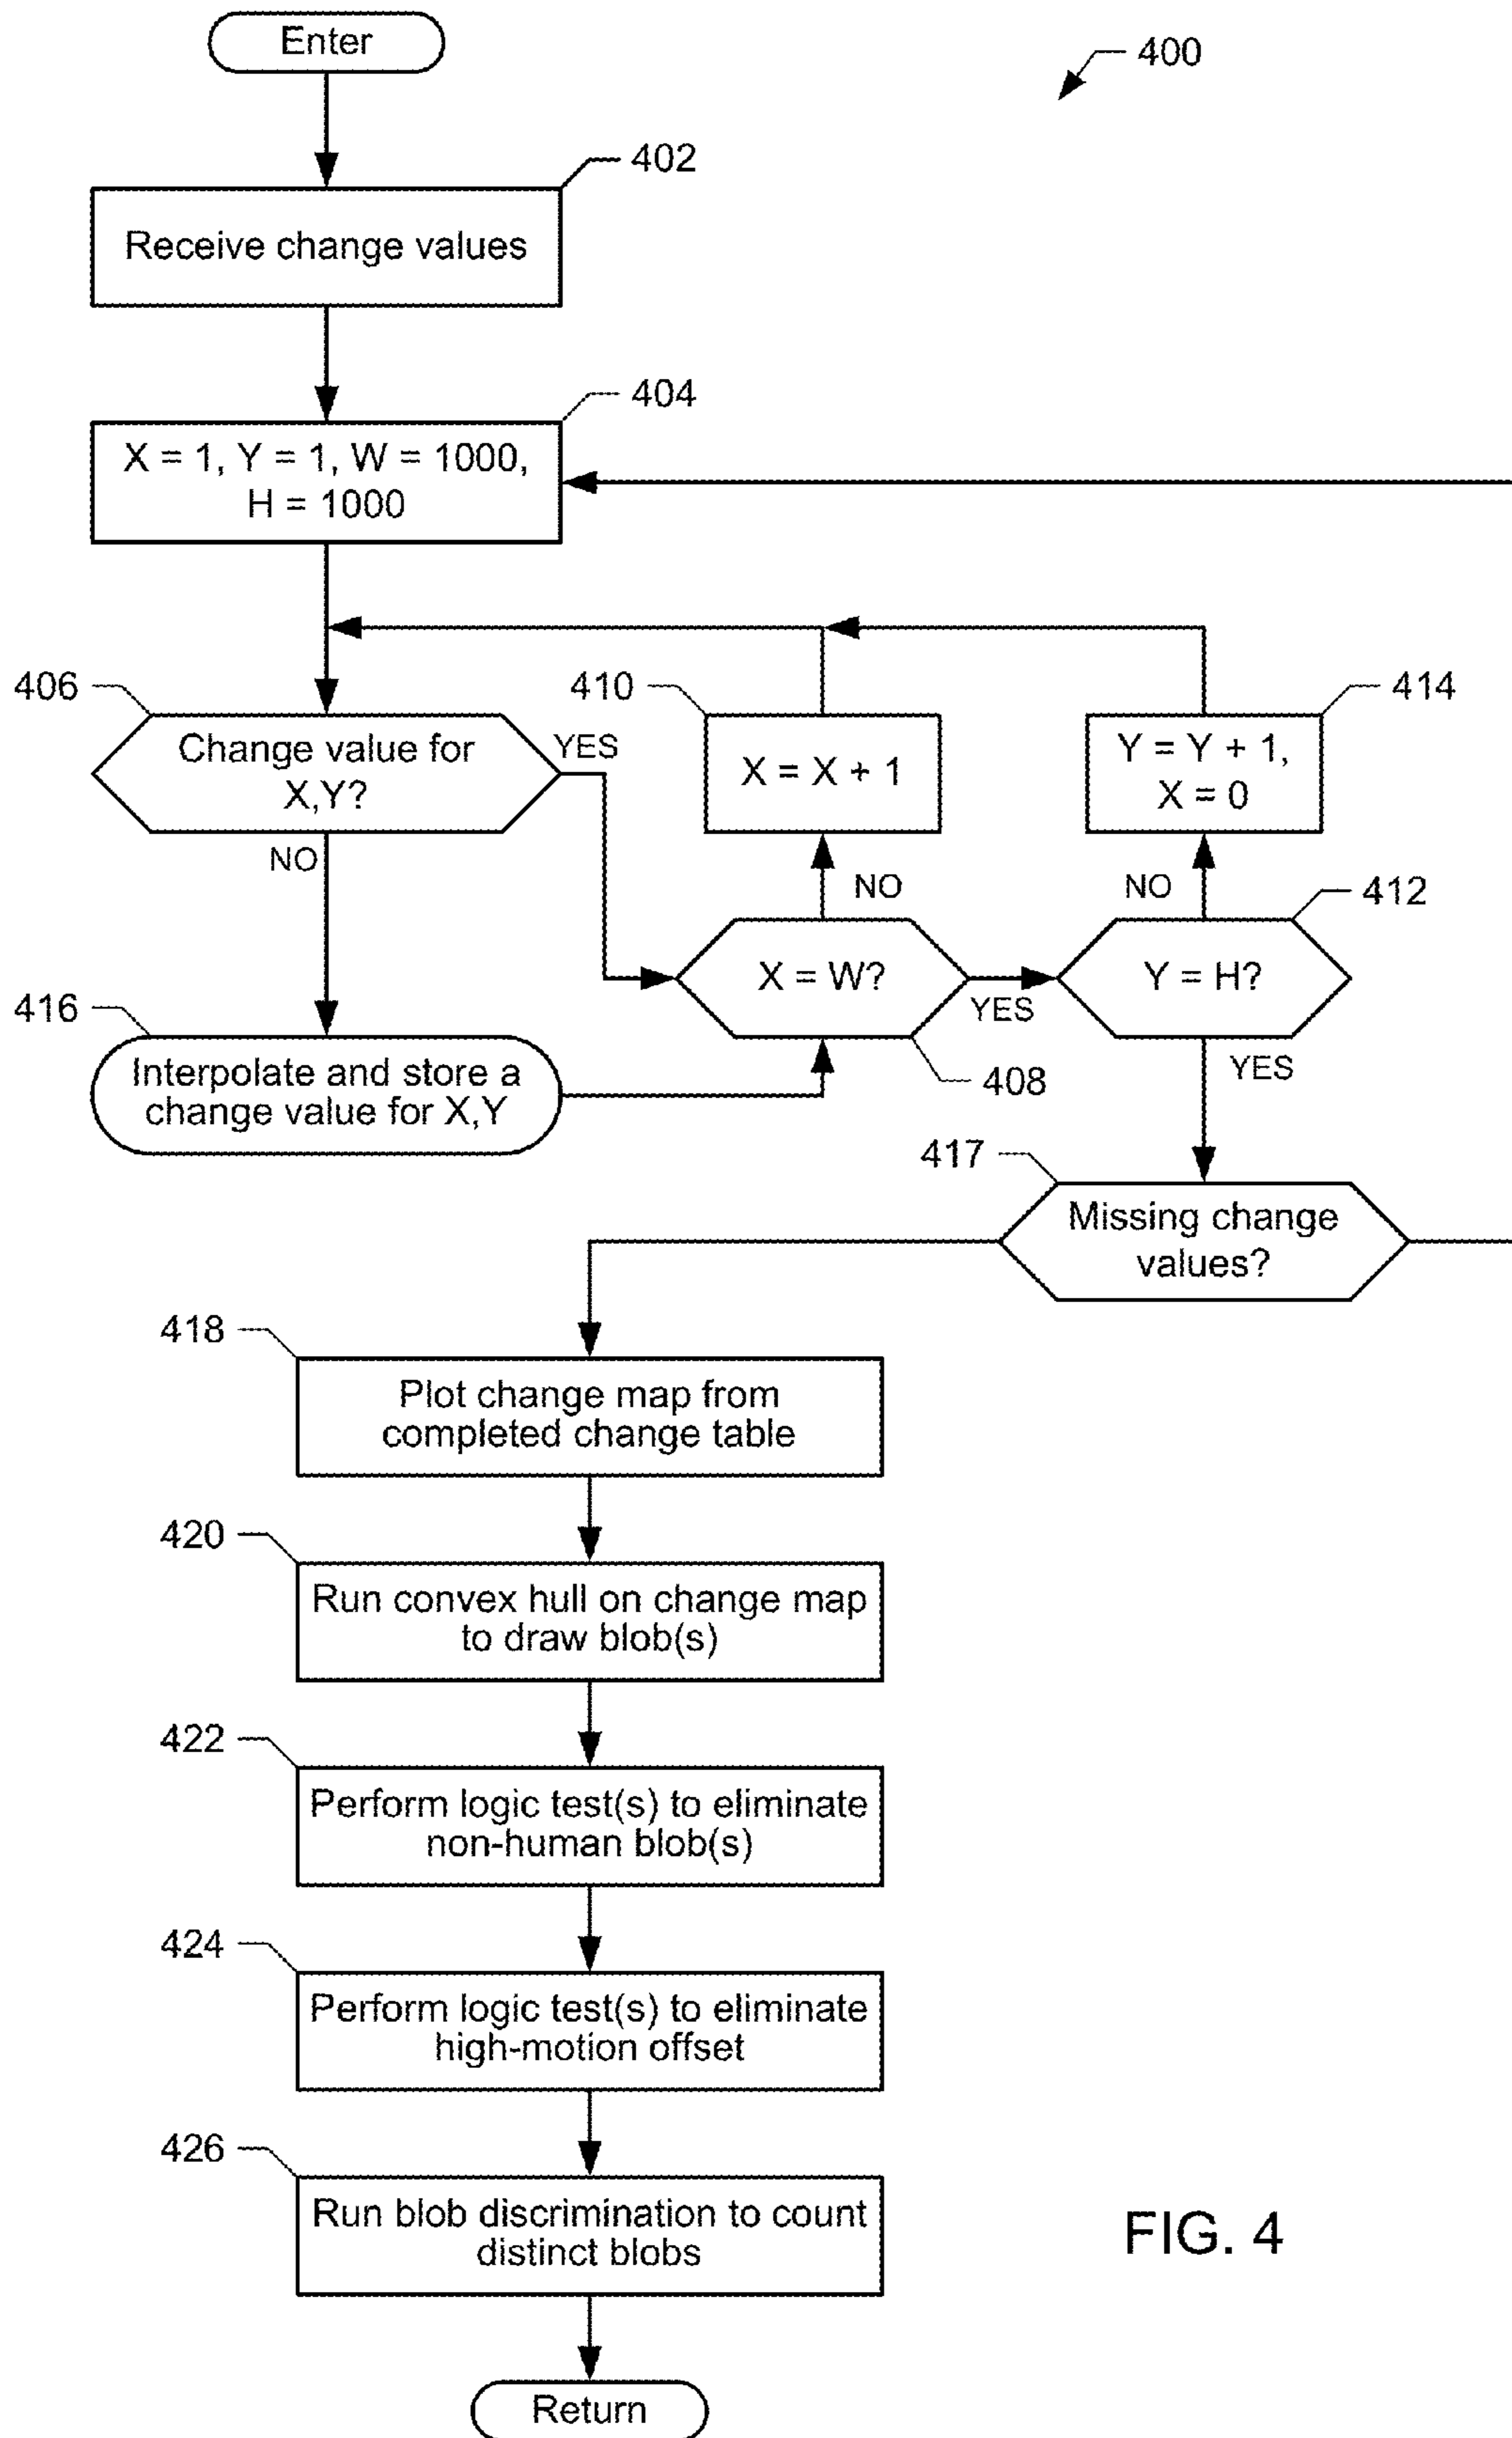 Enter
400
402
Receive change values
404
X = 1, Y = 1, W = 1000,
H = 1000
406
410
414
Change value for
X,Y?
YES
X = X + 1
Y = Y + 1,
X = 0
NO
NO
NO
412
X = W?
YES
Y = H?
416
408
YES
Interpolate and store a
change value for X,Y
417
Missing change
values?
418
Plot change map from
completed change table
420
Run convex hull on change map
to draw blob(s)
422
Perform logic test(s) to eliminate
non-human blob(s)
424
Perform logic test(s) to eliminate
high-motion offset
426
Run blob discrimination to count
distinct blobs
FIG. 4
Return